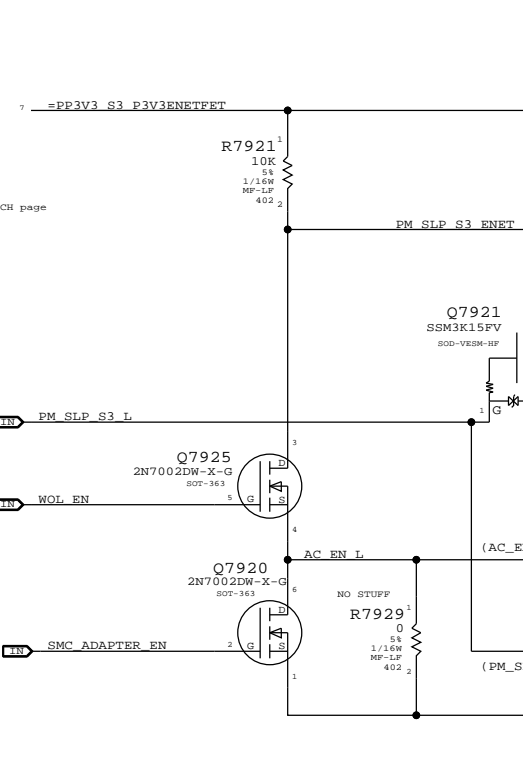 7 =PP3V3_S3_P3V3ENETFET
R7921
10K
5%
1/16W
MF-LF
402
1
2
CH page
PM_SLP_S3_ENET
Q7921
SSM3K15FV
SOD-VESM-HF
1 G
IN PM_SLP_S3_L
3
Q7925
2N7002DW-X-G
SOT-363
D
5 G S
IN WOL_EN
4
AC_EN_L
Q7920
2N7002DW-X-G
SOT-363
6
D
2 G S
IN SMC_ADAPTER_EN
1
NO STUFF
R7929
0
5%
1/16W
MF-LF
402
1
2
(AC_E
(PM_S